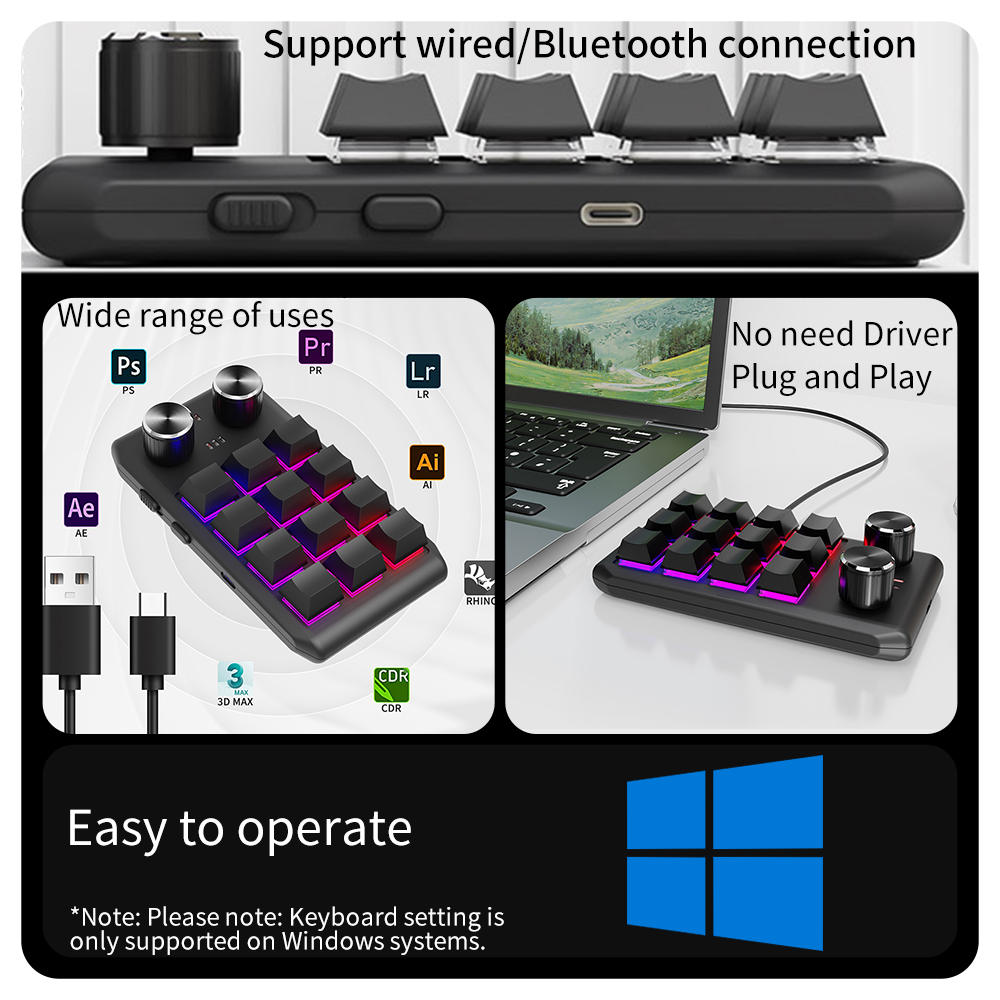 Support wired/Bluetooth connection
Wide range of uses
Ps
PS
Pr
PR
Lr
LR
Ai
AI
Ae
AE
RHINO
3
MAX
3D MAX
CDR
CDR
No need Driver
Plug and Play
Easy to operate
*Note: Please note: Keyboard setting is
only supported on Windows systems.